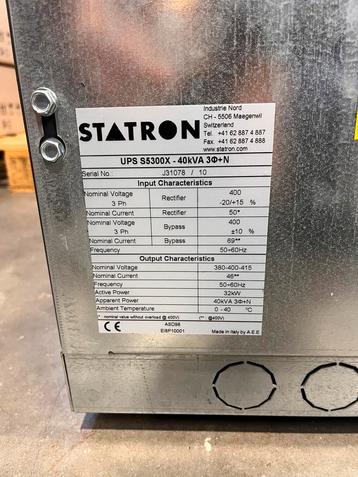 STATRON
Industrie Nord
CH - 5506 Maegenwil
Switzerland
Tel. +41 62 887 4 887
Fax +41 62 887 4 888
www.statron.com
UPS S5300X - 40kVA 3Φ+N
Serial No.: J31078 / 10
Input Characteristics
Nominal Voltage 3 Ph Rectifier 400 -20/+15 %
Nominal Current Rectifier 50*
Nominal Voltage 3 Ph Bypass 400 ±10 %
Nominal Current Bypass 69**
Frequency 50÷60Hz
Output Characteristics
Nominal Voltage 380-400-415
Nominal Current 46**
Frequency 50÷60Hz
Active Power 32kW
Apparent Power 40kVA 3Φ+N
Ambient Temperature 0 - 40 °C
(* : nominal value without overload @ 400V) (** : @400V)
CE
ASD98
EI8P10001
Made in Italy by A.E.E